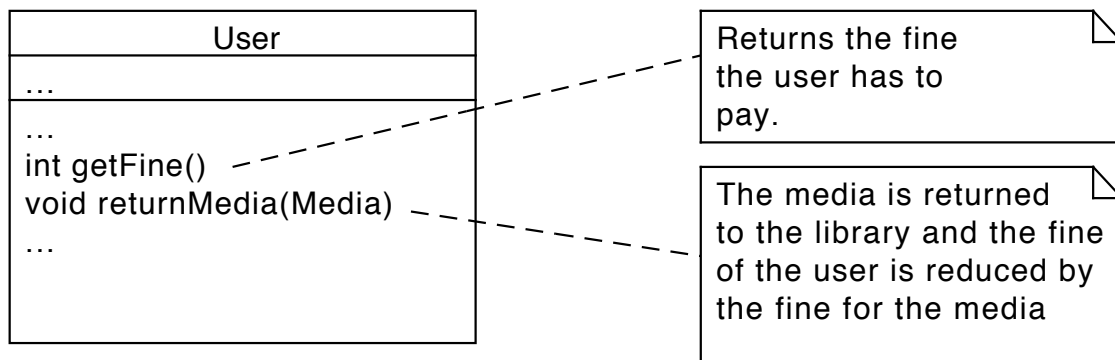 User
...
...
int getFine()
void returnMedia(Media)
...
Returns the fine
the user has to
pay.
The media is returned
to the library and the fine
of the user is reduced by
the fine for the media